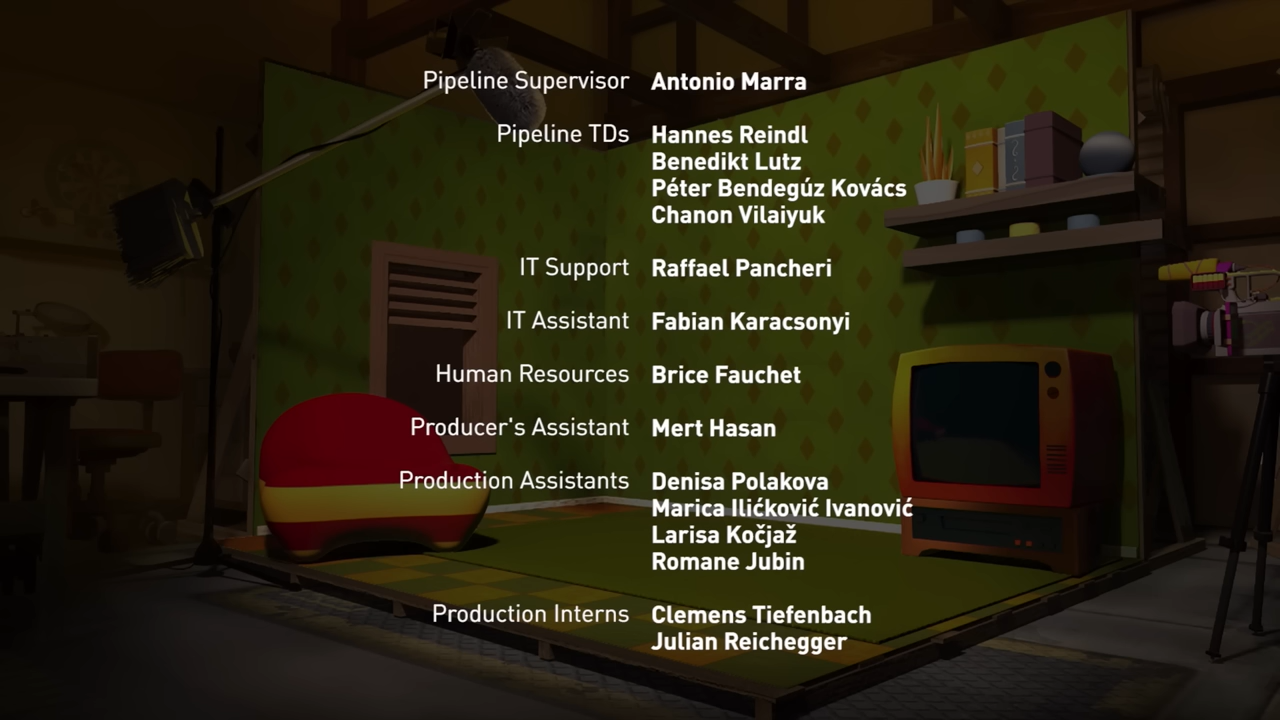 Pipeline Supervisor Antonio Marra
Pipeline TDs Hannes Reindl
Benedikt Lutz
Péter Bendegúz Kovács
Chanon Vilaiyuk
IT Support Raffael Pancheri
IT Assistant Fabian Karacsonyi
Human Resources Brice Fauchet
Producer's Assistant Mert Hasan
Production Assistants Denisa Polakova
Marica Ilićković Ivanović
Larisa Kočjaž
Romane Jubin
Production Interns Clemens Tiefenbach
Julian Reichegger